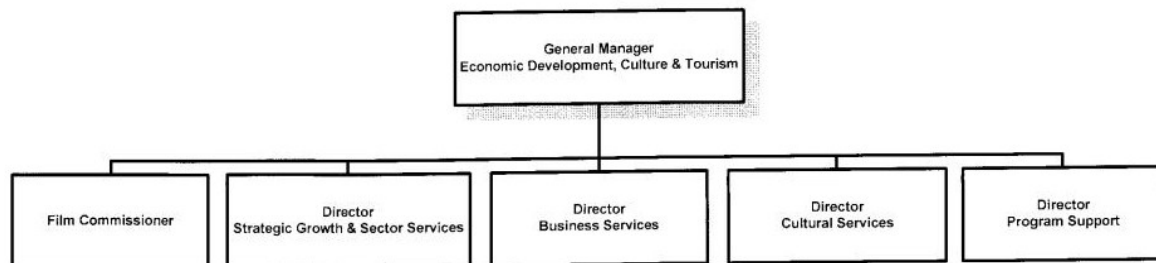 General Manager
Economic Development, Culture & Tourism
Film Commissioner
Director
Strategic Growth & Sector Services
Director
Business Services
Director
Cultural Services
Director
Program Support